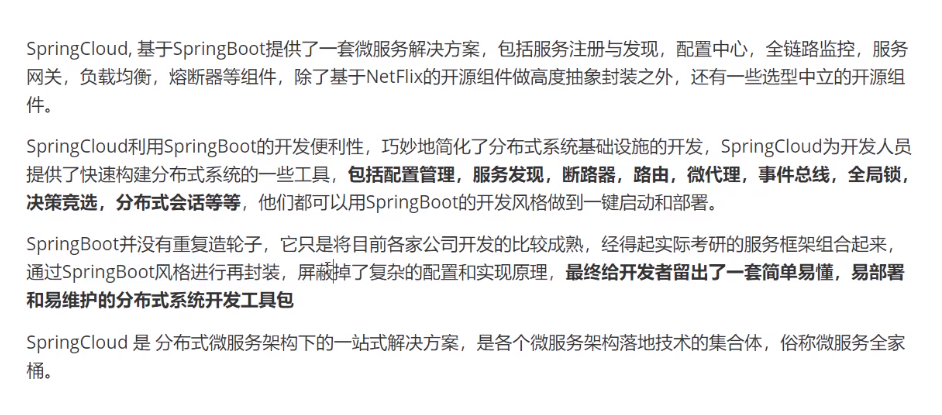 SpringCloud, 基于SpringBoot提供了一套微服务解决方案，包括服务注册与发现，配置中心，全链路监控，服务
网关，负载均衡，熔断器等组件，除了基于NetFlix的开源组件做高度抽象封装之外，还有一些选型中立的开源组
件。
SpringCloud利用SpringBoot的开发便利性，巧妙地简化了分布式系统基础设施的开发，SpringCloud为开发人员
提供了快速构建分布式系统的一些工具，包括配置管理，服务发现，断路器，路由，微代理，事件总线，全局锁，
决策竞选，分布式会话等等，他们都可以用SpringBoot的开发风格做到一键启动和部署。
SpringBoot并没有重复造轮子，它只是将目前各家公司开发的比较成熟，经得起实际考研的服务框架组合起来，
通过SpringBoot风格进行再封装，屏蔽掉了复杂的配置和实现原理，最终给开发者留出了一套简单易懂，易部署
和易维护的分布式系统开发工具包
SpringCloud 是 分布式微服务架构下的一站式解决方案，是各个微服务架构落地技术的集合体，俗称微服务全家
桶。